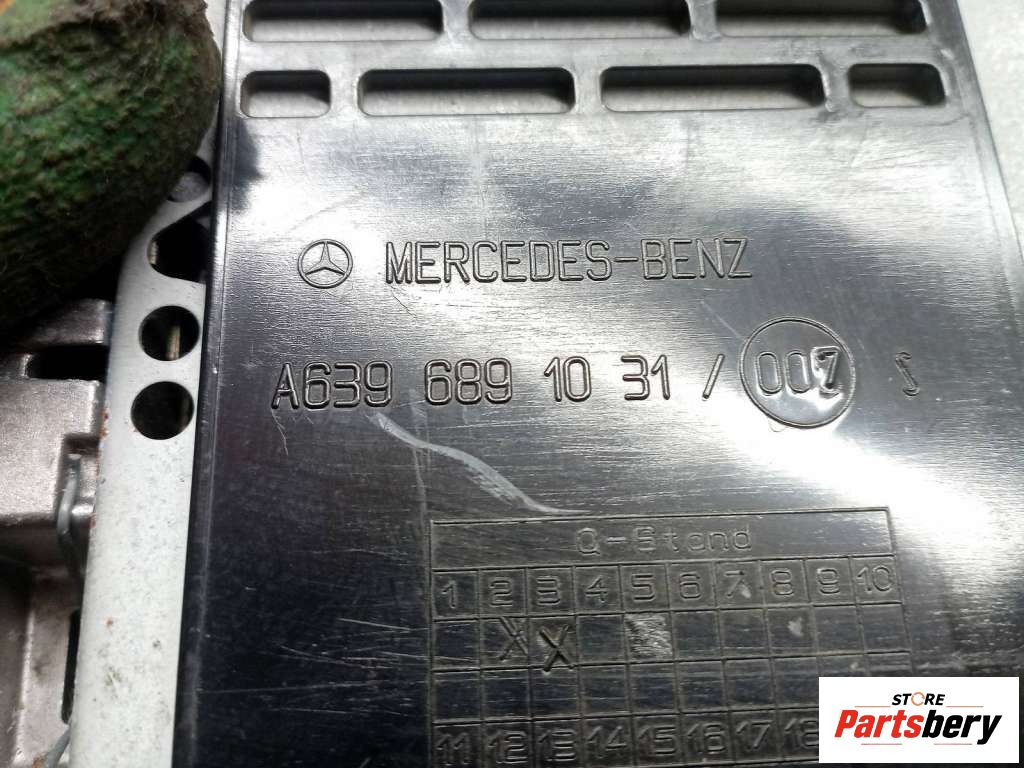 MERCEDES-BENZ
A639 689 10 31 / 007
Q-Stand
1 2 3 4 5 6 7 8 9 10
X X
11 12 13 14 15 16 17 18
STORE
Partsbery